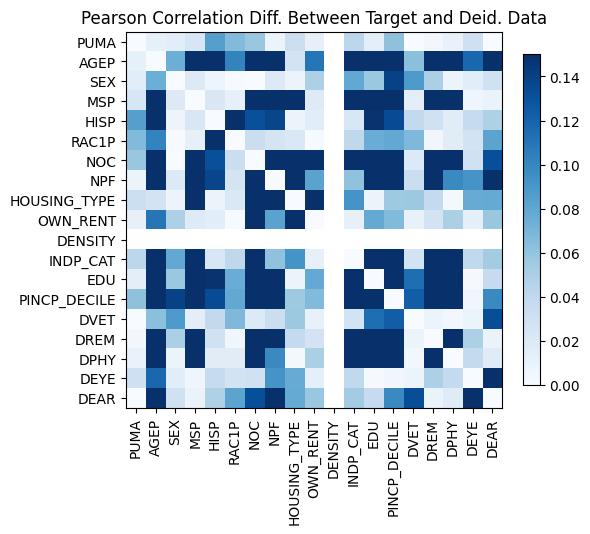 Pearson Correlation Diff. Between Target and Deid. Data
PUMA
AGEP
SEX
MSP
HISP
RAC1P
NOC
NPF
HOUSING_TYPE
OWN_RENT
DENSITY
INDP_CAT
EDU
PINCP_DECILE
DVET
DREM
DPHY
DEYE
DEAR
0.14
0.12
0.10
0.08
0.06
0.04
0.02
0.00
PUMA
AGEP
SEX
MSP
HISP
RAC1P
NOC
NPF
HOUSING_TYPE
OWN_RENT
DENSITY
INDP_CAT
EDU
PINCP_DECILE
DVET
DREM
DPHY
DEYE
DEAR